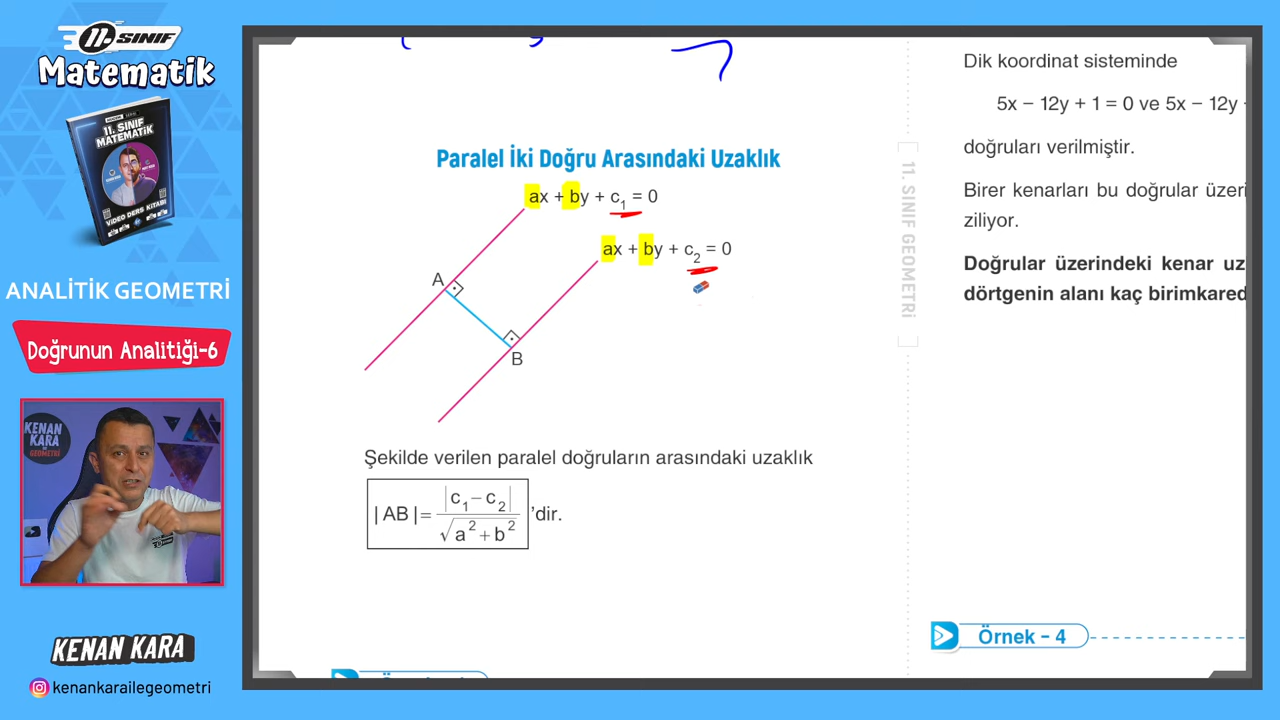 11. SINIF
Matematik
11. SINIF
MATEMATİK
VİDEO DERS KİTABI
ANALİTİK GEOMETRİ
Doğrunun Analitiği-6
KENAN
KARA
GEOMETRİ
KENAN KARA
kenankarailegeometri
Paralel İki Doğru Arasındaki Uzaklık
ax + by + c₁ = 0
ax + by + c₂ = 0
A
B
Şekilde verilen paralel doğruların arasındaki uzaklık
|AB|= |c₁ − c₂| / √a² + b² 'dir.
11. SINIF GEOMETRİ
Dik koordinat sisteminde
5x − 12y + 1 = 0 ve 5x − 12y
doğruları verilmiştir.
Birer kenarları bu doğrular üzeri
ziliyor.
Doğrular üzerindeki kenar uz
dörtgenin alanı kaç birimkared
Örnek – 4